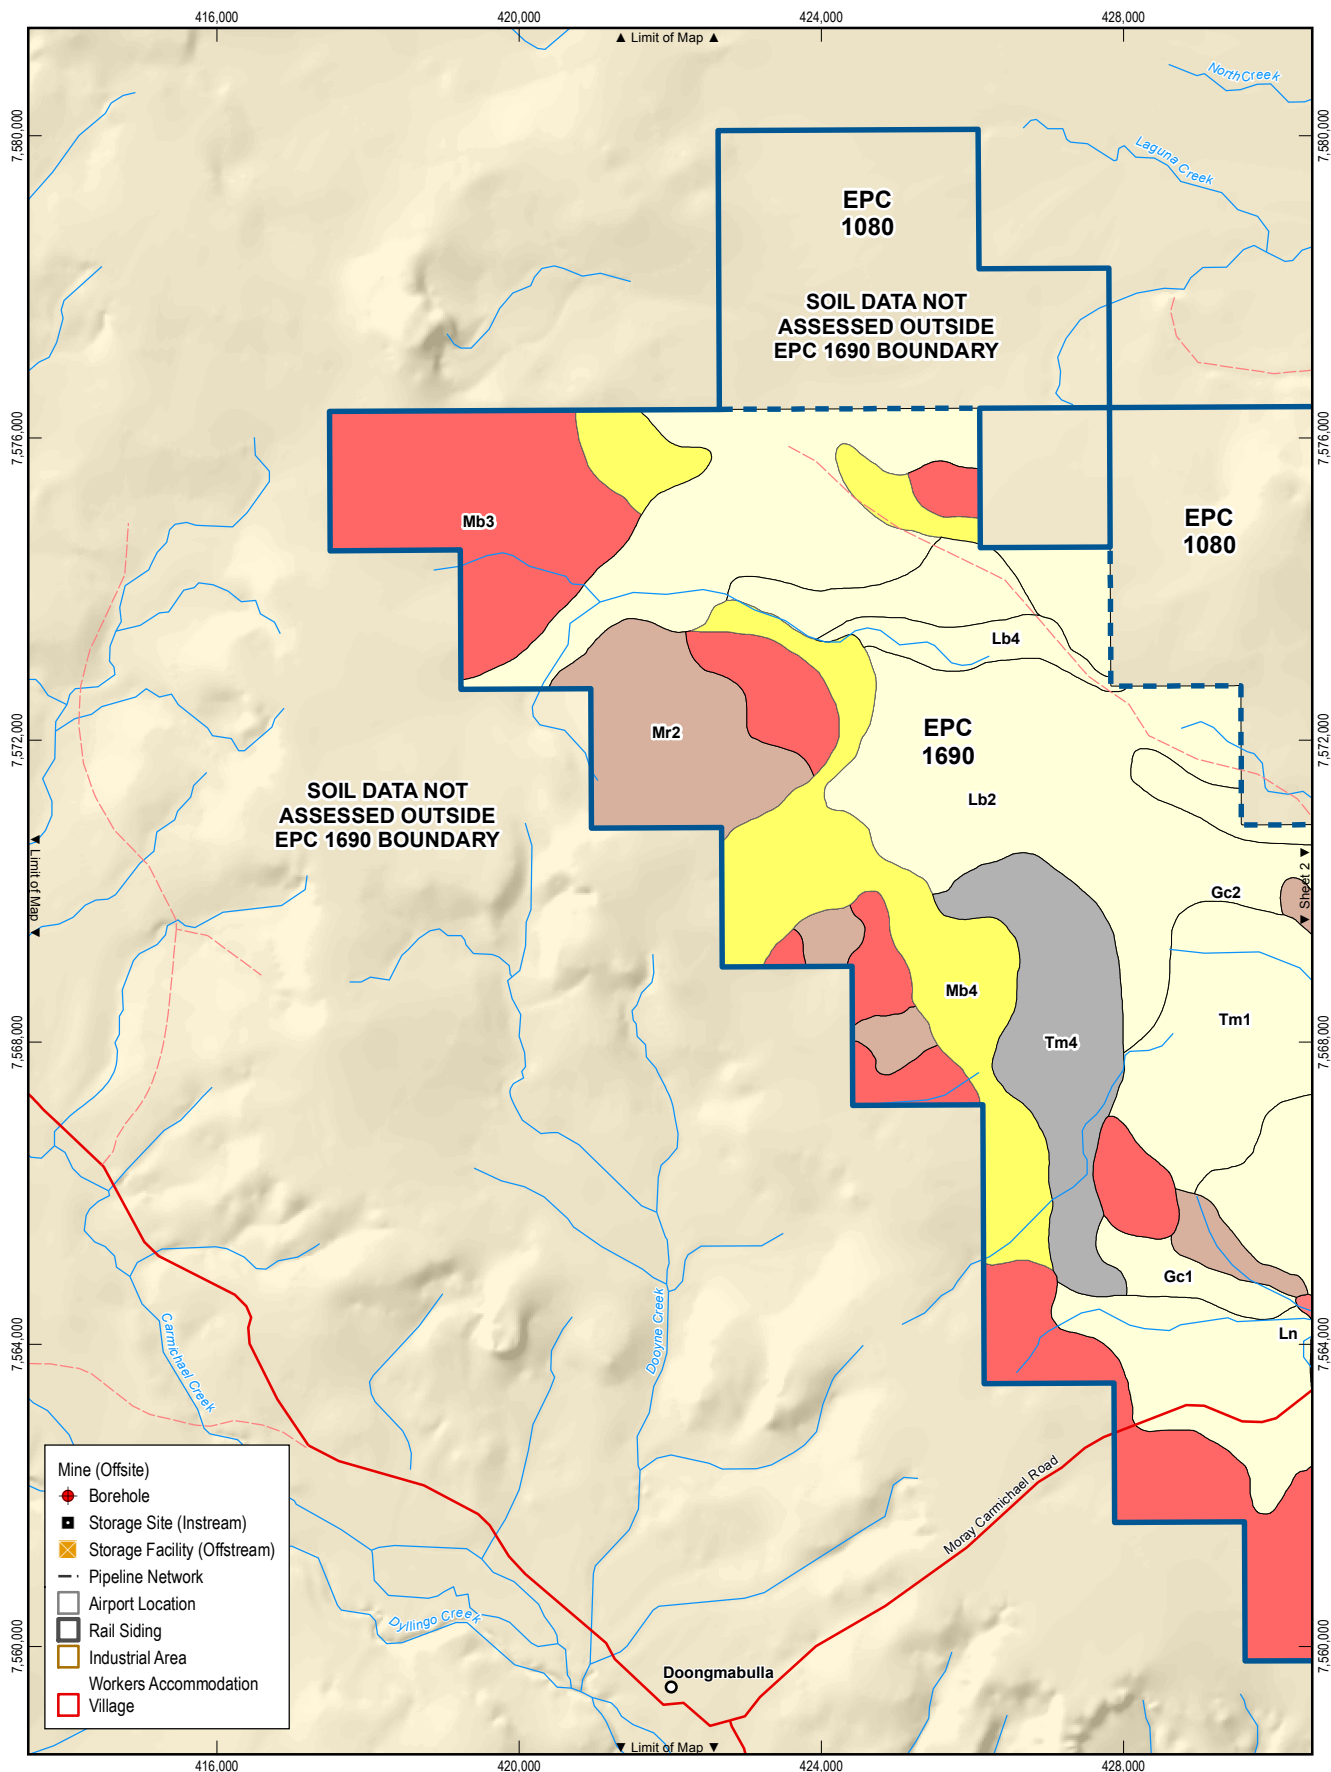 416,000
420,000
424,000
428,000
▲ Limit of Map ▲
NorthCreek
7,580,000
7,580,000
Laguna Creek
EPC
1080
SOIL DATA NOT
ASSESSED OUTSIDE
EPC 1690 BOUNDARY
7,576,000
7,576,000
Mb3
EPC
1080
Lb4
7,572,000
7,572,000
Mr2
EPC
1690
Lb2
SOIL DATA NOT
ASSESSED OUTSIDE
EPC 1690 BOUNDARY
▲ Limit of Map ▲
▲ Sheet 2 ▲
Gc2
Mb4
Tm1
Tm4
7,568,000
7,568,000
Gc1
Ln
7,564,000
7,564,000
Carmichael Creek
Dooyne Creek
Moray Carmichael Road
Mine (Offsite)
Borehole
Storage Site (Instream)
Storage Facility (Offstream)
Pipeline Network
Airport Location
Rail Siding
Industrial Area
Workers Accommodation
Village
Dyllingo Creek
7,560,000
7,560,000
Doongmabulla
▼ Limit of Map ▼
416,000
420,000
424,000
428,000